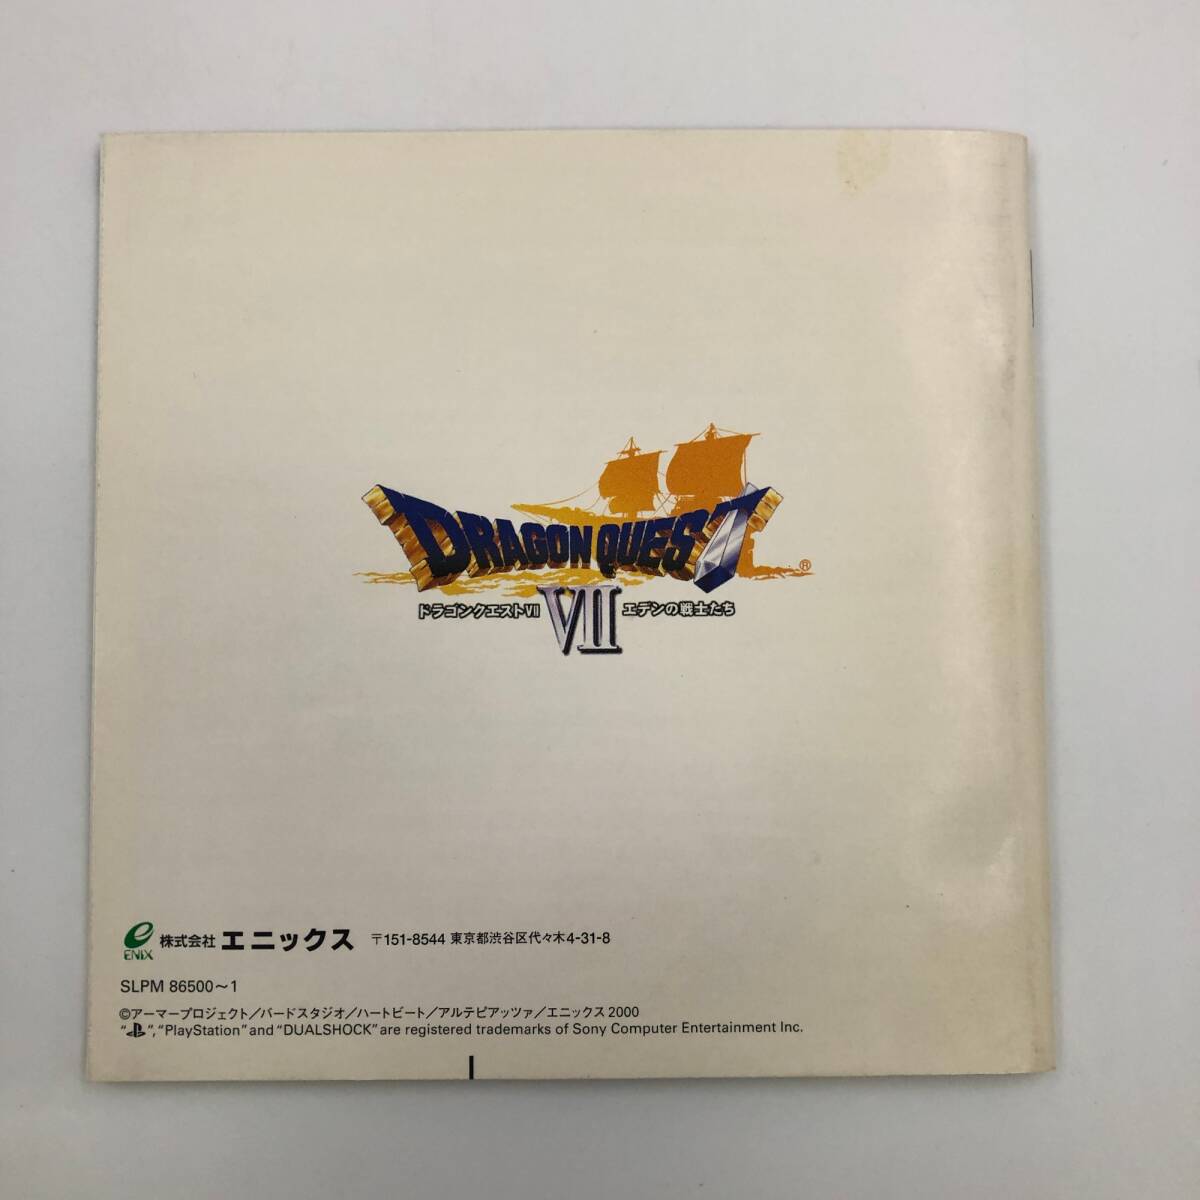 DRAGON QUEST
®
ドラゴンクエストVII VII エデンの戦士たち
ENIX 株式会社 エニックス 〒151-8544 東京都渋谷区代々木4-31-8
SLPM 86500〜1
©アーマープロジェクト/バードスタジオ/ハートビート/アルテピアッツァ/エニックス 2000
“ ”, “PlayStation” and “DUALSHOCK” are registered trademarks of Sony Computer Entertainment Inc.